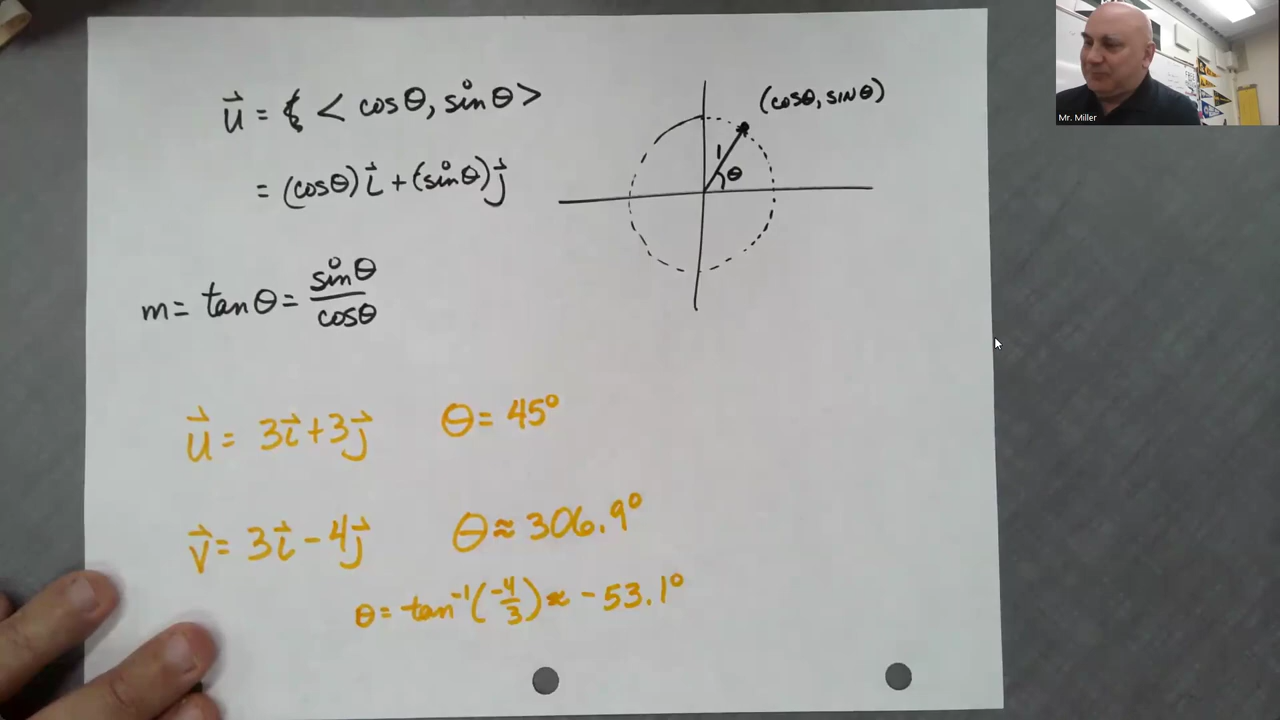 u⃗ = < cosθ, sinθ >
= (cosθ) i⃗ + (sinθ) j⃗
(cosθ, sinθ)
1
θ
m = tanθ = sinθ/cosθ
u⃗ = 3i⃗ + 3j⃗ θ = 45°
v⃗ = 3i⃗ - 4j⃗ θ ≈ 306.9°
θ = tan⁻¹(-4/3) ≈ -53.1°
Mr. Miller